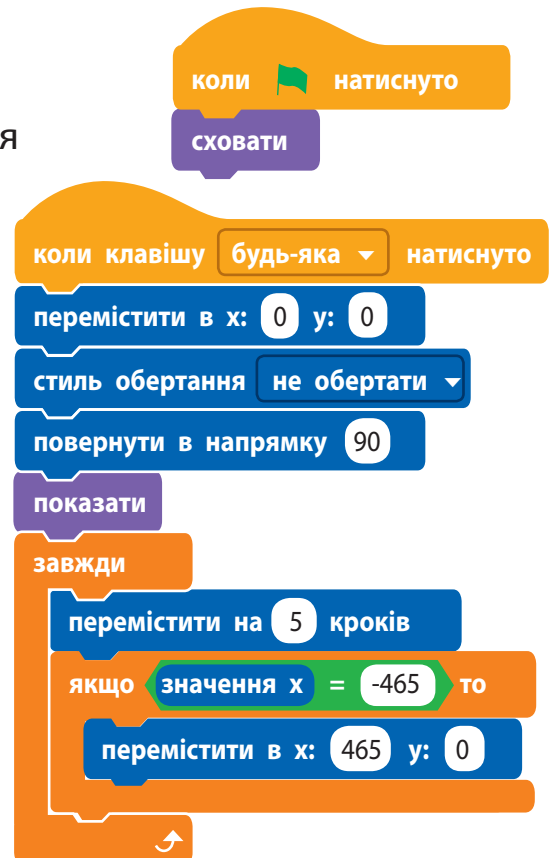 коли натиснуто
я
сховати
коли клавішу будь-яка натиснуто
перемістити в x: 0 y: 0
стиль обертання не обертати
повернути в напрямку 90
показати
завжди
перемістити на 5 кроків
якщо значення x = -465 то
перемістити в x: 465 y: 0